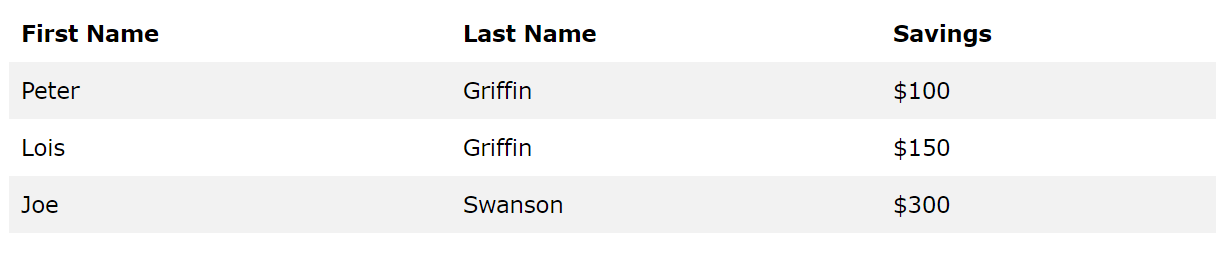 First Name Last Name Savings
Peter Griffin $100
Lois Griffin $150
Joe Swanson $300